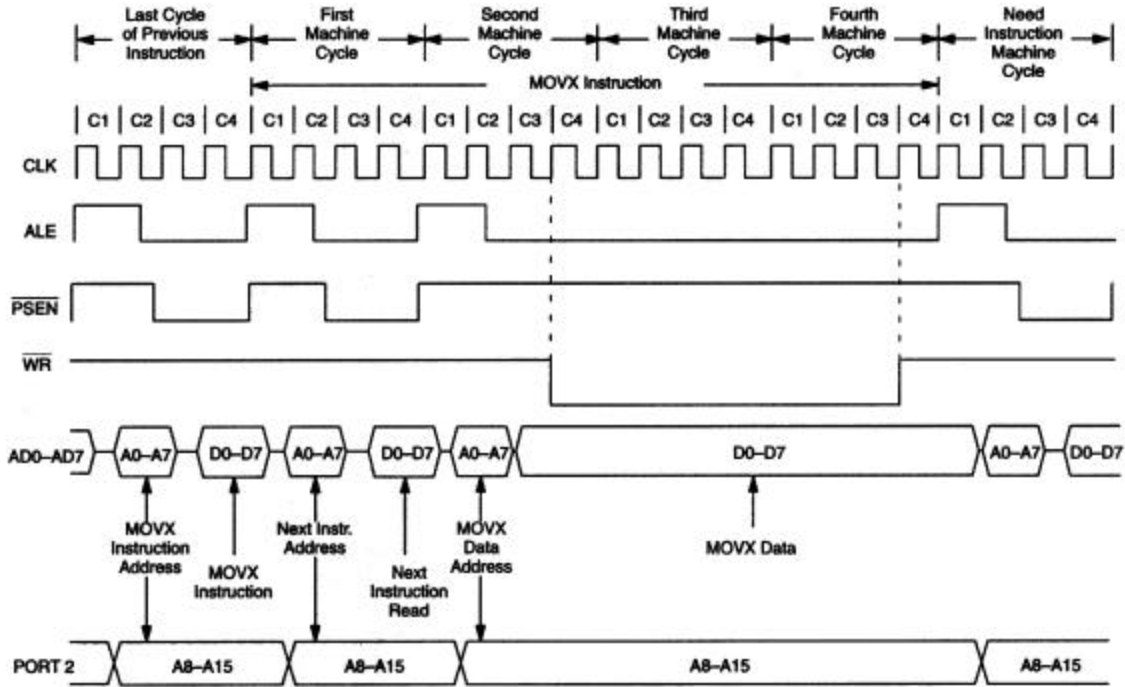 Last Cycle
of Previous
Instruction
First
Machine
Cycle
Second
Machine
Cycle
Third
Machine
Cycle
Fourth
Machine
Cycle
Need
Instruction
Machine
Cycle
MOVX Instruction
C1 C2 C3 C4 C1 C2 C3 C4 C1 C2 C3 C4 C1 C2 C3 C4 C1 C2 C3 C4 C1 C2 C3 C4
CLK
ALE
PSEN
WR
AD0–AD7 A0–A7 D0–D7 A0–A7 D0–D7 A0–A7 D0–D7 A0–A7 D0–D7
MOVX
Instruction
Address
MOVX
Instruction
Next Instr.
Address
Next
Instruction
Read
MOVX
Data
Address
MOVX Data
PORT 2 A8–A15 A8–A15 A8–A15 A8–A15